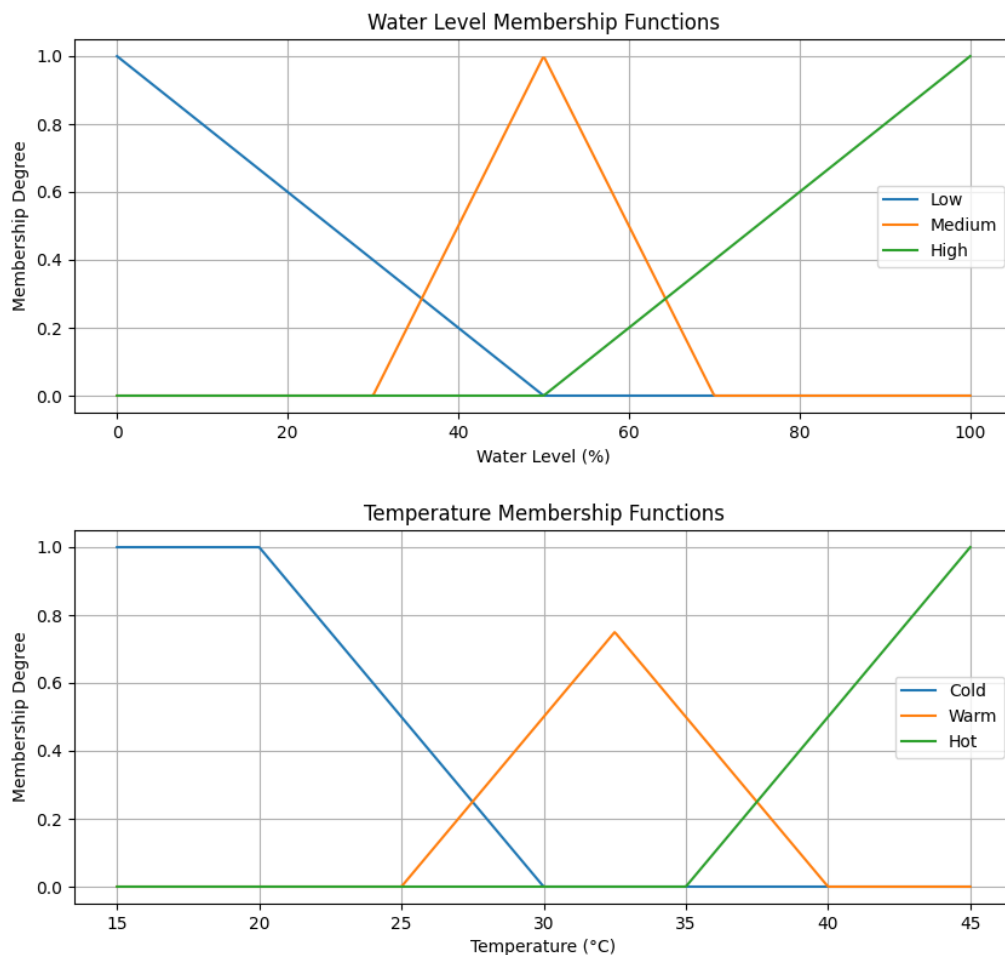 Water Level Membership Functions
Membership Degree
1.0
0.8
0.6
0.4
0.2
0.0
Low
Medium
High
0 20 40 60 80 100
Water Level (%)
Temperature Membership Functions
Membership Degree
1.0
0.8
0.6
0.4
0.2
0.0
Cold
Warm
Hot
15 20 25 30 35 40 45
Temperature (°C)